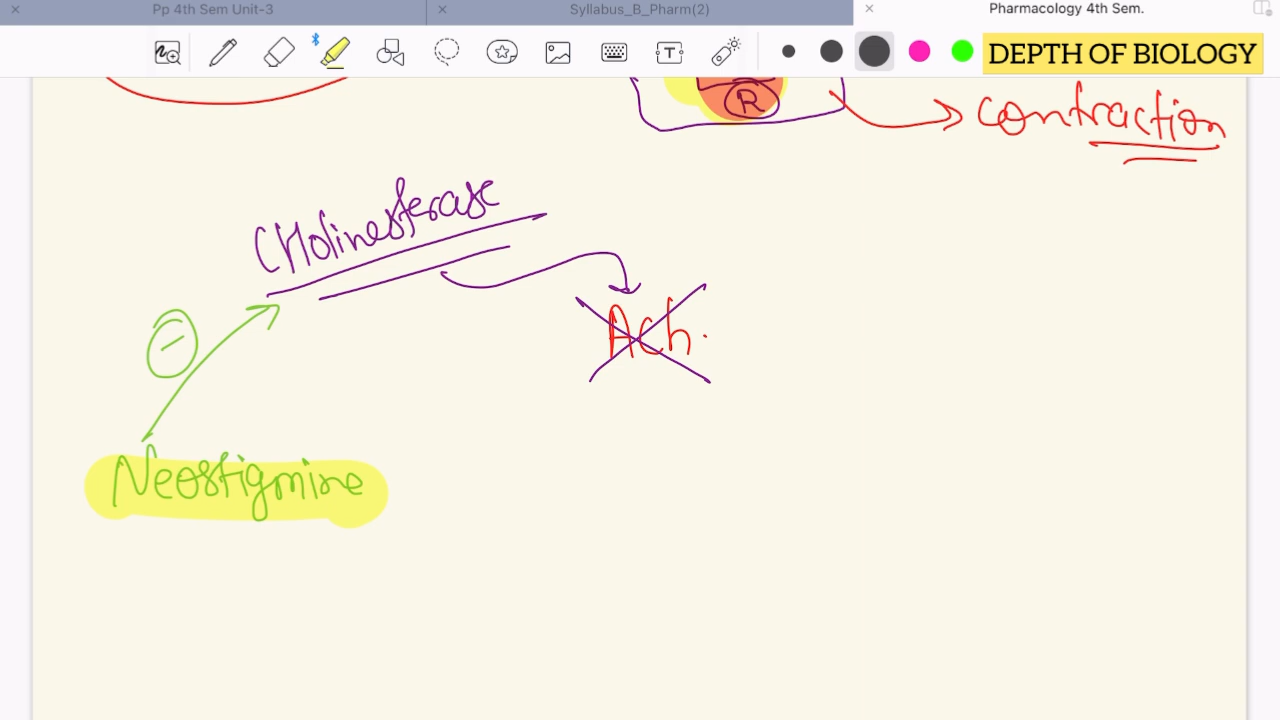 Pp 4th Sem Unit-3
Syllabus_B_Pharm(2)
Pharmacology 4th Sem.
DEPTH OF BIOLOGY
R
contraction
CHolinesterase
Ach.
Neostigmine